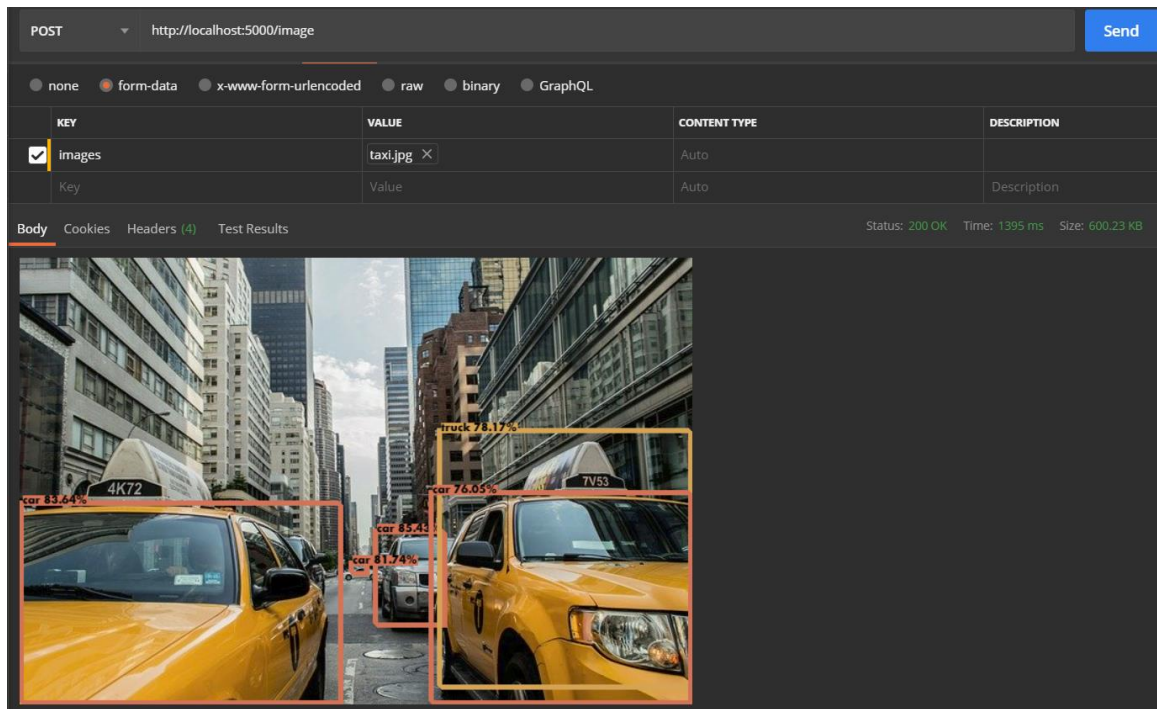 POST http://localhost:5000/image Send
none form-data x-www-form-urlencoded raw binary GraphQL
KEY VALUE CONTENT TYPE DESCRIPTION
images taxi.jpg Auto
Key Value Auto Description
Body Cookies Headers (4) Test Results Status: 200 OK Time: 1395 ms Size: 600.23 KB
truck 78.17%
4K72
7V53
car 83.64%
car 76.05%
car 85.43
car 81.74%